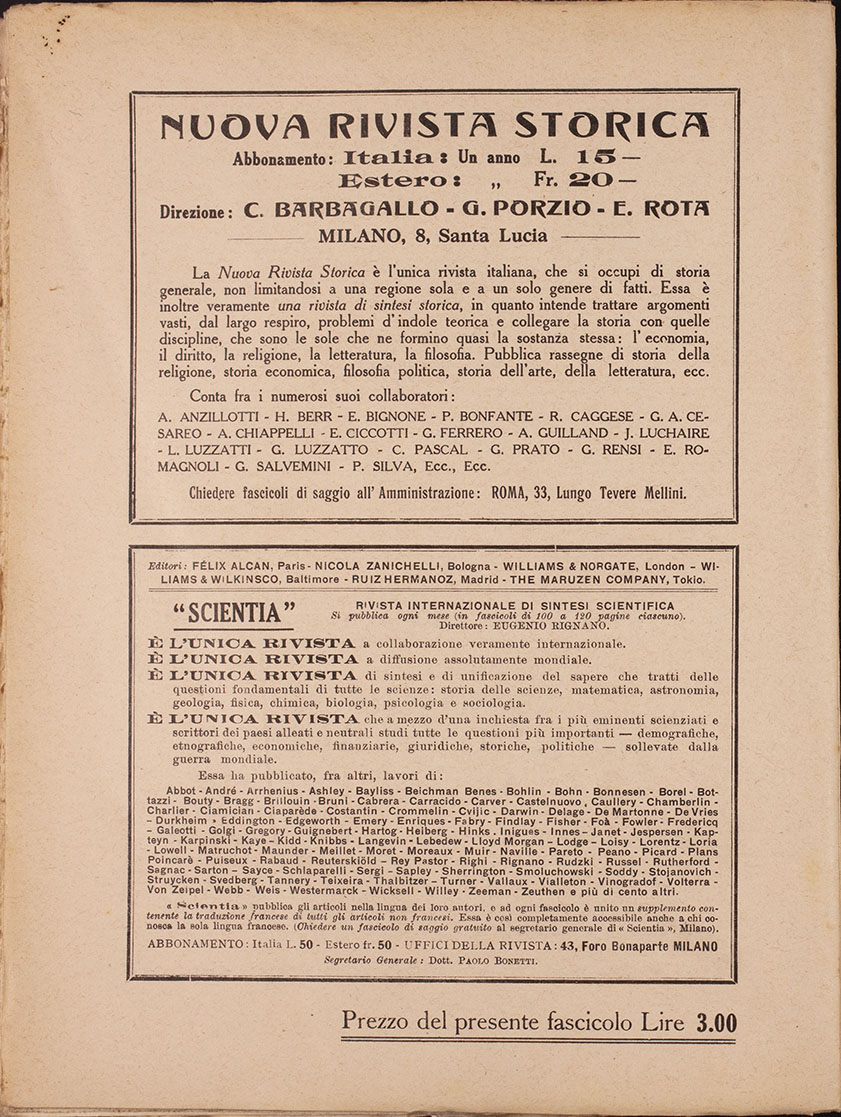 NUOVA RIVISTA STORICA
Abbonamento: Italia: Un anno L. 15 —
Estero: „ Fr. 20 —
Direzione: C. BARBAGALLO - G. PORZIO - E. ROTA
MILANO, 8, Santa Lucia
La Nuova Rivista Storica è l'unica rivista italiana, che si occupi di storia
generale, non limitandosi a una regione sola e a un solo genere di fatti. Essa è
inoltre veramente una rivista di sintesi storica, in quanto intende trattare argomenti
vasti, dal largo respiro, problemi d'indole teorica e collegare la storia con quelle
discipline, che sono le sole che ne formino quasi la sostanza stessa: l'economia,
il diritto, la religione, la letteratura, la filosofia. Pubblica rassegne di storia della
religione, storia economica, filosofia politica, storia dell'arte, della letteratura, ecc.
Conta fra i numerosi suoi collaboratori:
A. ANZILLOTTI - H. BERR - E. BIGNONE - P. BONFANTE - R. CAGGESE - G. A. CE-
SAREO - A. CHIAPPELLI - E. CICCOTTI - G. FERRERO - A. GUILLAND - J. LUCHAIRE
- L. LUZZATTI - G. LUZZATTO - C. PASCAL - G. PRATO - G. RENSI - E. RO-
MAGNOLI - G. SALVEMINI - P. SILVA, Ecc., Ecc.
Chiedere fascicoli di saggio all'Amministrazione: ROMA, 33, Lungo Tevere Mellini.
Editori: FÉLIX ALCAN, Paris - NICOLA ZANICHELLI, Bologna - WILLIAMS & NORGATE, London - WI-
LIAMS & WILKINSCO, Baltimore - RUIZ HERMANOZ, Madrid - THE MARUZEN COMPANY, Tokio.
"SCIENTIA"
RIVISTA INTERNAZIONALE DI SINTESI SCIENTIFICA
Si pubblica ogni mese (in fascicoli di 100 a 120 pagine ciascuno).
Direttore: EUGENIO RIGNANO.
È L'UNICA RIVISTA a collaborazione veramente internazionale.
È L'UNICA RIVISTA a diffusione assolutamente mondiale.
È L'UNICA RIVISTA di sintesi e di unificazione del sapere che tratti delle
questioni fondamentali di tutte le scienze: storia delle scienze, matematica, astronomia,
geologia, fisica, chimica, biologia, psicologia e sociologia.
È L'UNICA RIVISTA che a mezzo d'una inchiesta fra i più eminenti scienziati e
scrittori dei paesi alleati e neutrali studi tutte le questioni più importanti — demografiche,
etnografiche, economiche, finanziarie, giuridiche, storiche, politiche — sollevate dalla
guerra mondiale.
Essa ha pubblicato, fra altri, lavori di:
Abbot - André - Arrhenius - Ashley - Bayliss - Beichman Benes - Bohlin - Bohn - Bonnesen - Borel - Bot-
tazzi - Bouty - Bragg - Brillouin - Bruni - Cabrera - Carracido - Carver - Castelnuovo, Caullery - Chamberlin -
Charlier - Ciamician - Ciaparède - Costantin - Crommelin - Cvijic - Darwin - Delage - De Martonne - De Vries
- Durkheim » Eddington - Edgeworth - Emery - Enriques - Fabry - Findlay - Fisher - Foà - Fowler - Fredericq
- Galeotti - Golgi - Gregory - Guignebert - Hartog - Heiberg - Hinks. Inigues - Innes - Janet - Jespersen - Kap-
teyn - Karpinski - Kaye - Kidd - Knibbs - Langevin - Lebedew - Lloyd Morgan - Lodge - Loisy - Lorentz - Loria
- Lowell - Matruchot - Maunder - Meillet - Moret - Moreaux - Muir - Naville - Pareto - Peano - Picard - Plans
Poincarè - Puiseux - Rabaud - Reuterskiöld - Rey Pastor - Righi - Rignano - Rudzki - Russel - Rutherford -
Sagnac - Sarton - Sayce - Schlaparelli - Sergi - Sapley - Sherrington - Smoluchowski - Soddy - Stojanovich -
Struycken - Svedberg - Tannery - Teixeira - Thalbitzer - Turner - Vallaux - Vialleton - Vinogradof - Volterra -
Von Zeipel - Webb - Weis - Westermarck - Wicksell - Willey - Zeeman - Zeuthen e più di cento altri.
« Scientia » pubblica gli articoli nella lingua dei loro autori, e ad ogni fascicolo è unito un supplemento con-
tenente la traduzione francese di tutti gli articoli non francesi. Essa è così completamente accessibile anche a chi co-
nosca la sola lingua francese. (Chiedere un fascicolo di saggio gratuito al segretario generale di « Scientia », Milano).
ABBONAMENTO: Italia L. 50 - Estero fr. 50 - UFFICI DELLA RIVISTA: 43, Foro Bonaparte MILANO
Segretario Generale: Dott. PAOLO BONETTI.
Prezzo del presente fascicolo Lire 3.00